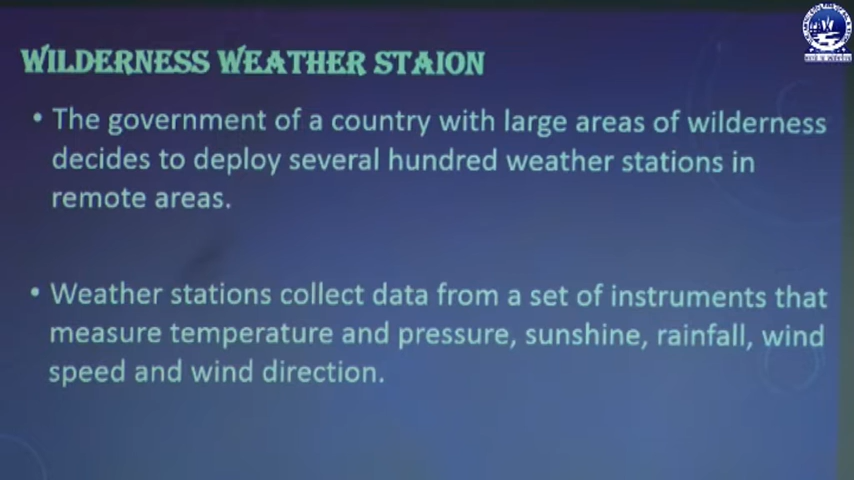 WILDERNESS WEATHER STAION
• The government of a country with large areas of wilderness
decides to deploy several hundred weather stations in
remote areas.
• Weather stations collect data from a set of instruments that
measure temperature and pressure, sunshine, rainfall, wind
speed and wind direction.